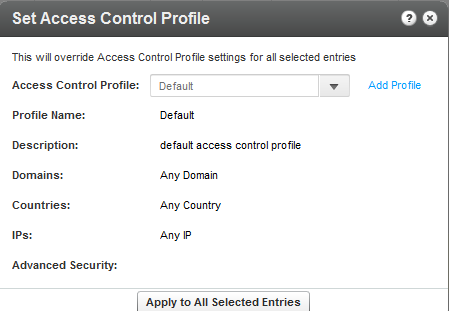 Set Access Control Profile
This will override Access Control Profile settings for all selected entries
Access Control Profile: Default Add Profile
Profile Name: Default
Description: default access control profile
Domains: Any Domain
Countries: Any Country
IPs: Any IP
Advanced Security:
Apply to All Selected Entries